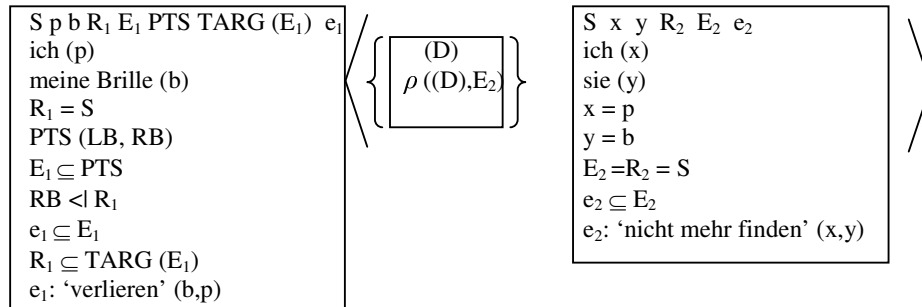 S p b R₁ E₁ PTS TARG (E₁) e₁
ich (p)
meine Brille (b)
R₁ = S
PTS (LB, RB)
E₁ ⊆ PTS
RB <| R₁
e₁ ⊆ E₁
R₁ ⊆ TARG (E₁)
e₁: ‘verlieren’ (b,p)
(D)
ρ ((D),E₂)
S x y R₂ E₂ e₂
ich (x)
sie (y)
x = p
y = b
E₂ =R₂ = S
e₂ ⊆ E₂
e₂: ‘nicht mehr finden’ (x,y)